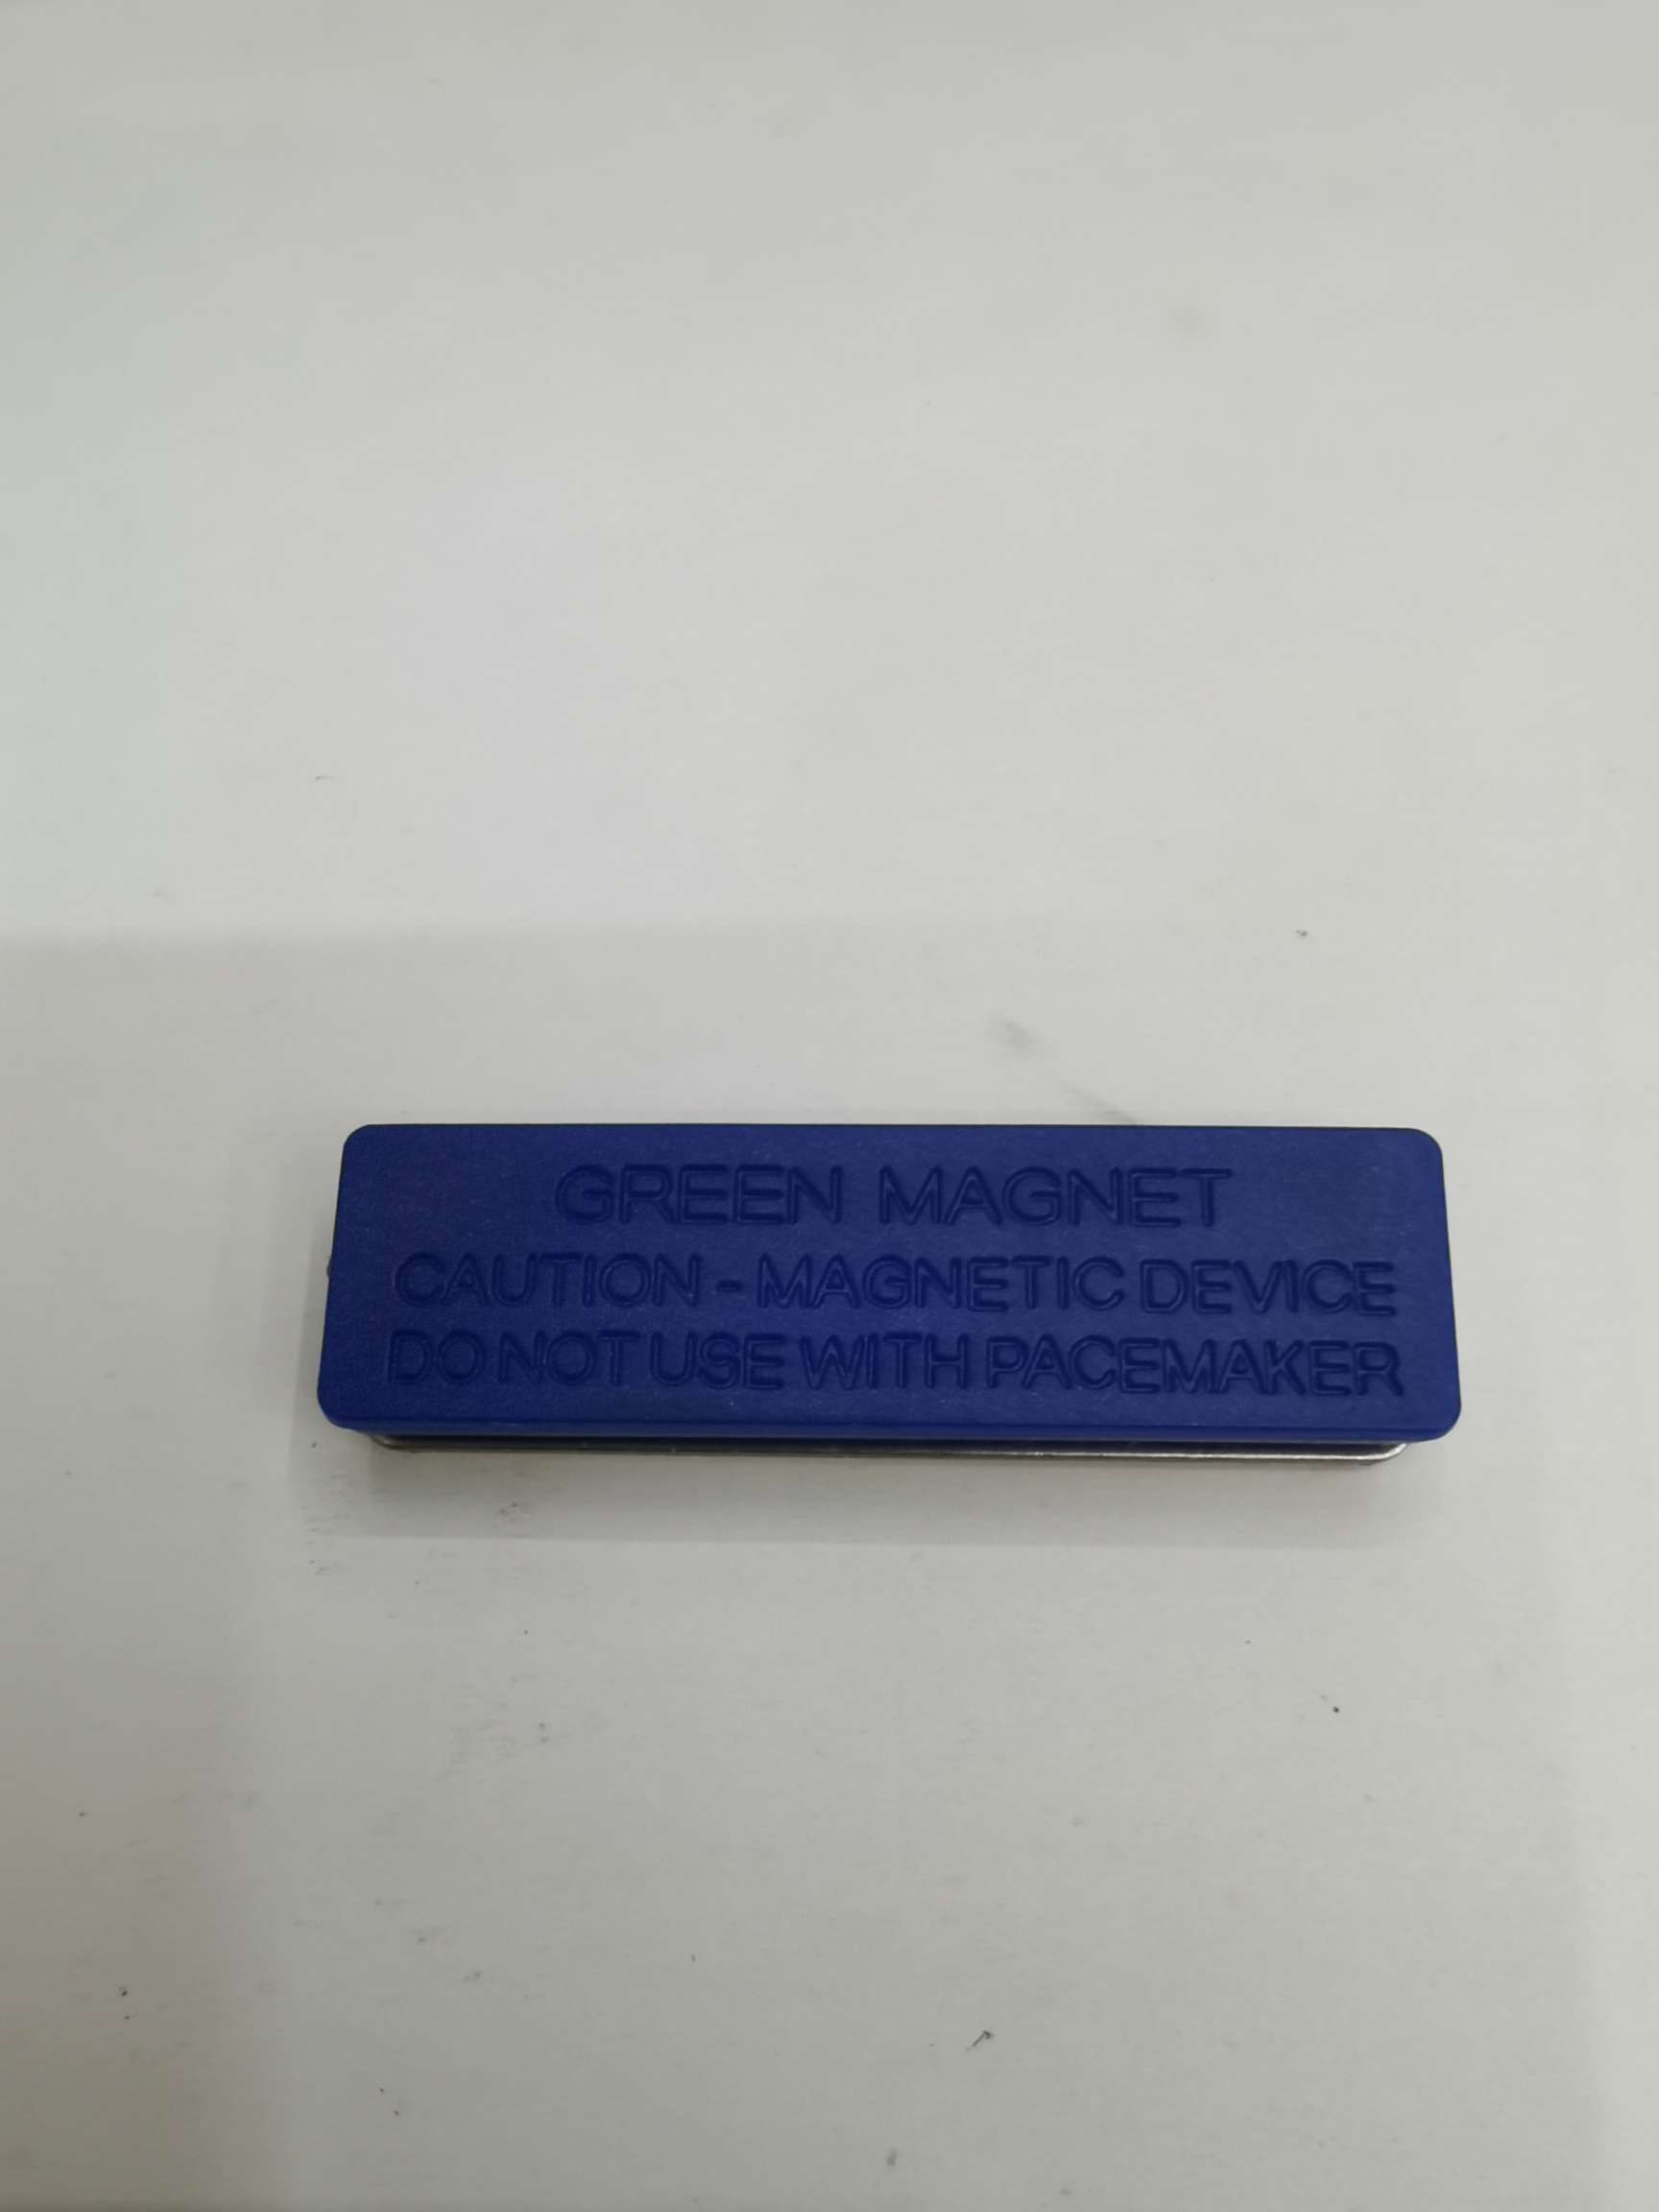 GREEN MAGNET
CAUTION - MAGNETIC DEVICE
DO NOT USE WITH PACEMAKER